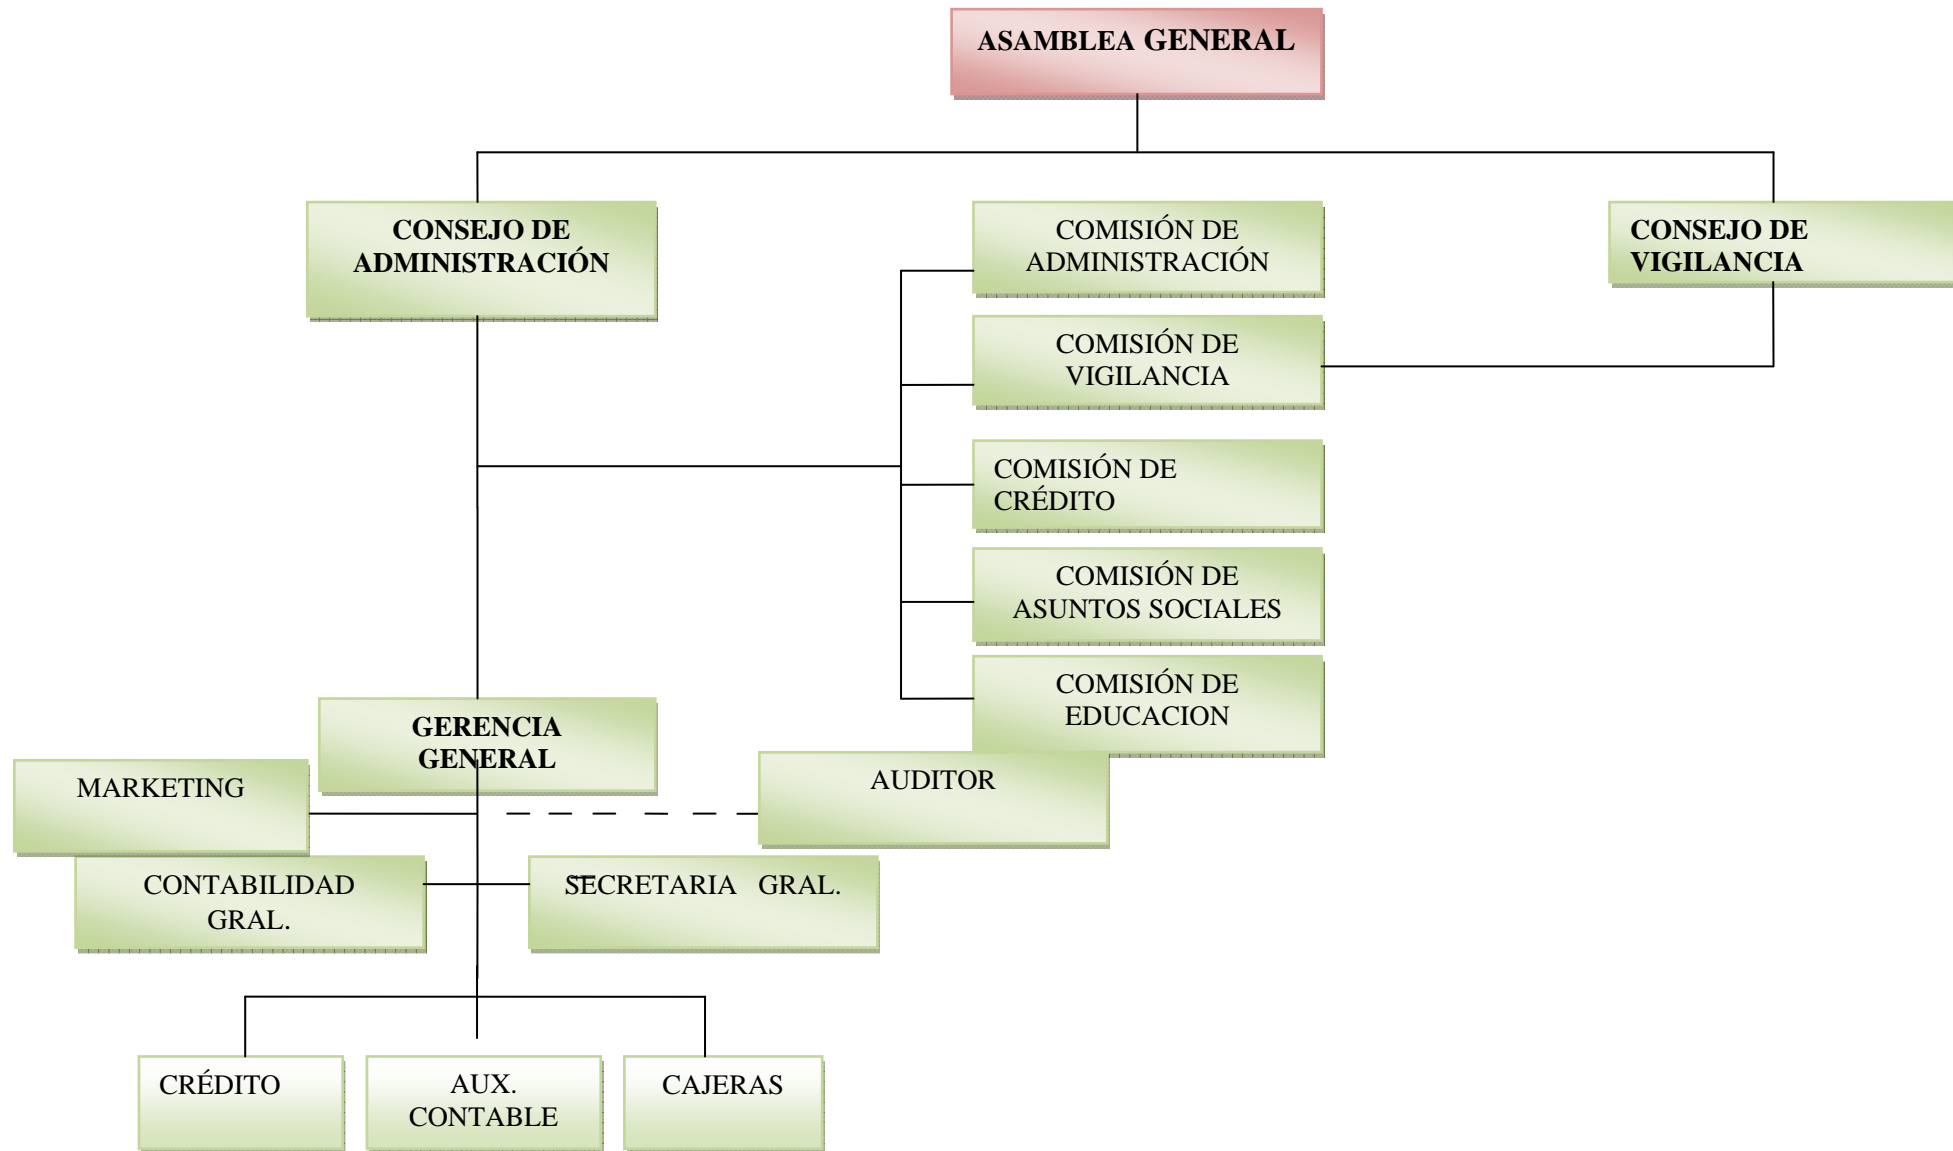 ASAMBLEA GENERAL
CONSEJO DE
ADMINISTRACIÓN
COMISIÓN DE
ADMINISTRACIÓN
CONSEJO DE
VIGILANCIA
COMISIÓN DE
VIGILANCIA
COMISIÓN DE
CRÉDITO
COMISIÓN DE
ASUNTOS SOCIALES
COMISIÓN DE
EDUCACION
GERENCIA
GENERAL
MARKETING
AUDITOR
CONTABILIDAD
GRAL.
SECRETARIA GRAL.
CRÉDITO
AUX.
CONTABLE
CAJERAS